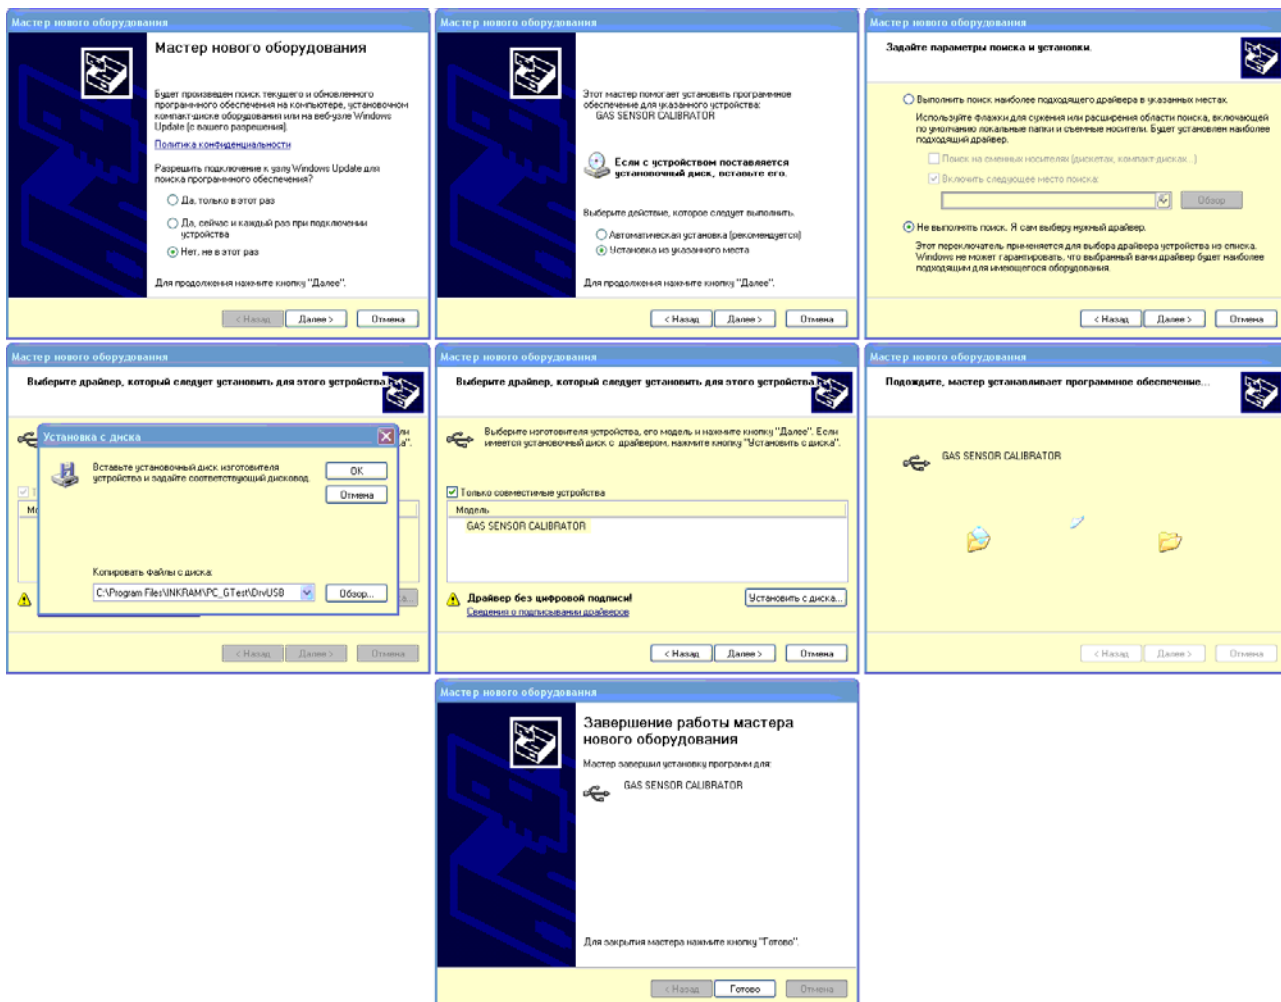 Мастер нового оборудования
Мастер нового оборудования
Будет произведен поиск текущего и обновленного
программного обеспечения на компьютере, установочном
компакт-диске оборудования или на веб-узле Windows
Update (с вашего разрешения).
Политика конфиденциальности
Разрешить подключение к узлу Windows Update для
поиска программного обеспечения?
Да, только в этот раз
Да, сейчас и каждый раз при подключении
устройства
Нет, не в этот раз
Для продолжения нажмите кнопку "Далее".
< Назад
Далее >
Отмена
Мастер нового оборудования
Этот мастер помогает установить программное
обеспечение для указанного устройства:
GAS SENSOR CALIBRATOR
Если с устройством поставляется
установочный диск, вставьте его.
Выберите действие, которое следует выполнить.
Автоматическая установка (рекомендуется)
Установка из указанного места
Для продолжения нажмите кнопку "Далее".
< Назад
Далее >
Отмена
Мастер нового оборудования
Задайте параметры поиска и установки.
Выполнить поиск наиболее подходящего драйвера в указанных местах.
Используйте флажки для сужения или расширения области поиска, включающей
по умолчанию локальные папки и съемные носители. Будет установлен наиболее
подходящий драйвер.
Поиск на сменных носителях (дискетах, компакт-дисках...)
Включить следующее место поиска:
Обзор
Не выполнять поиск. Я сам выберу нужный драйвер.
Этот переключатель применяется для выбора драйвера устройства из списка.
Windows не может гарантировать, что выбранный вами драйвер будет наиболее
подходящим для имеющегося оборудования.
< Назад
Далее >
Отмена
Мастер нового оборудования
Выберите драйвер, который следует установить для этого устройства
Установка с диска
Вставьте установочный диск изготовителя
устройства и задайте соответствующий дисковод.
OK
Отмена
Копировать файлы с диска:
C:\Program Files\INKRAM\PC_GTest\DrvUSB
Обзор...
< Назад
Далее >
Отмена
Мастер нового оборудования
Выберите драйвер, который следует установить для этого устройства
Выберите изготовителя устройства, его модель и нажмите кнопку "Далее". Если
имеется установочный диск с драйвером, нажмите кнопку "Установить с диска".
Только совместимые устройства
Модель
GAS SENSOR CALIBRATOR
Драйвер без цифровой подписи!
Установить с диска...
Сведения о подписывании драйверов
< Назад
Далее >
Отмена
Мастер нового оборудования
Подождите, мастер устанавливает программное обеспечение...
GAS SENSOR CALIBRATOR
< Назад
Далее >
Отмена
Мастер нового оборудования
Завершение работы мастера
нового оборудования
Мастер завершил установку программ для:
GAS SENSOR CALIBRATOR
Для закрытия мастера нажмите кнопку "Готово".
< Назад
Готово
Отмена